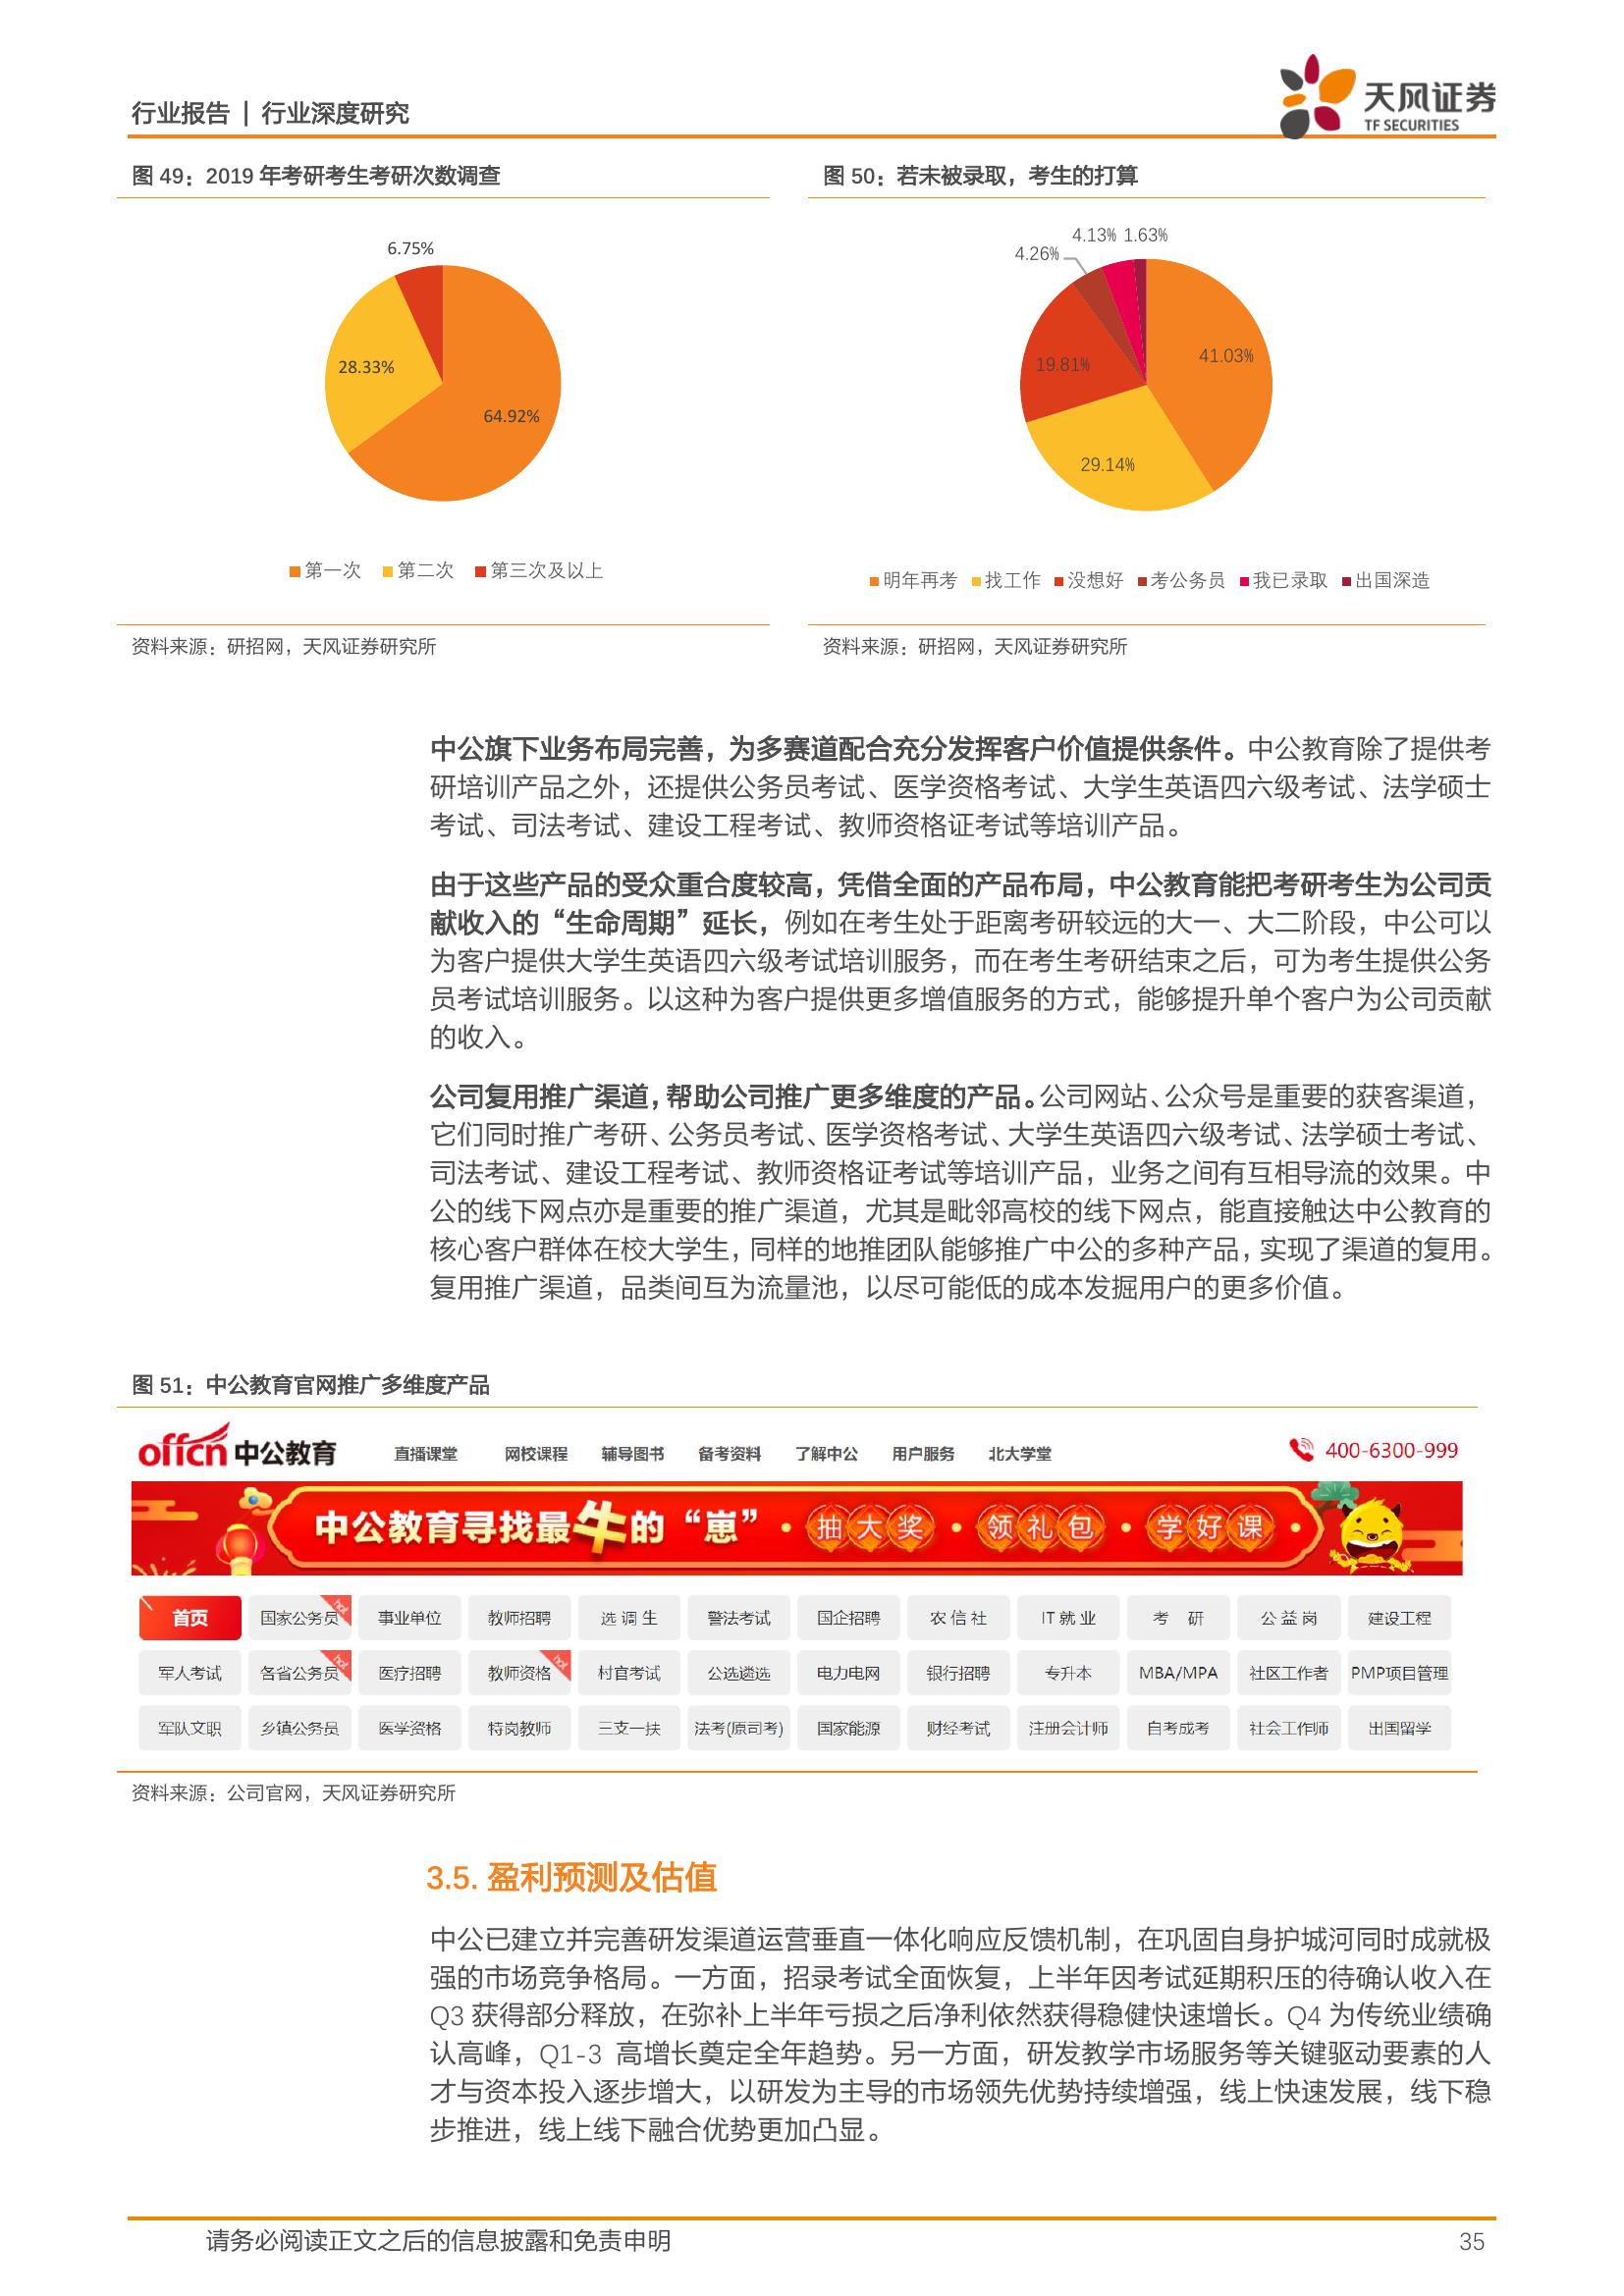 行业报告 | 行业深度研究
天风证券
TF SECURITIES
图 49：2019 年考研考生考研次数调查
6.75%
28.33%
64.92%
第一次 第二次 第三次及以上
资料来源：研招网，天风证券研究所
图 50：若未被录取，考生的打算
4.13% 1.63%
4.26%
41.03%
19.81%
29.14%
明年再考 找工作 没想好 考公务员 我已录取 出国深造
资料来源：研招网，天风证券研究所
中公旗下业务布局完善，为多赛道配合充分发挥客户价值提供条件。中公教育除了提供考
研培训产品之外，还提供公务员考试、医学资格考试、大学生英语四六级考试、法学硕士
考试、司法考试、建设工程考试、教师资格证考试等培训产品。
由于这些产品的受众重合度较高，凭借全面的产品布局，中公教育能把考研考生为公司贡
献收入的“生命周期”延长，例如在考生处于距离考研较远的大一、大二阶段，中公可以
为客户提供大学生英语四六级考试培训服务，而在考生考研结束之后，可为考生提供公务
员考试培训服务。以这种为客户提供更多增值服务的方式，能够提升单个客户为公司贡献
的收入。
公司复用推广渠道，帮助公司推广更多维度的产品。公司网站、公众号是重要的获客渠道，
它们同时推广考研、公务员考试、医学资格考试、大学生英语四六级考试、法学硕士考试、
司法考试、建设工程考试、教师资格证考试等培训产品，业务之间有互相导流的效果。中
公的线下网点亦是重要的推广渠道，尤其是毗邻高校的线下网点，能直接触达中公教育的
核心客户群体在校大学生，同样的地推团队能够推广中公的多种产品，实现了渠道的复用。
复用推广渠道，品类间互为流量池，以尽可能低的成本发掘用户的更多价值。
图 51：中公教育官网推广多维度产品
offcn 中公教育 直播课堂 网校课程 辅导图书 备考资料 了解中公 用户服务 北大学堂 400-6300-999
中公教育寻找最牛的“崽” · 抽大奖 · 领礼包 · 学好课 ·
首页 国家公务员 hot 事业单位 教师招聘 选调生 警法考试 国企招聘 农信社 IT就业 考 研 公益岗 建设工程
军人考试 各省公务员 hot 医疗招聘 教师资格 hot 村官考试 公选遴选 电力电网 银行招聘 专升本 MBA/MPA 社区工作者 PMP项目管理
军队文职 乡镇公务员 医学资格 特岗教师 三支一扶 法考(原司考) 国家能源 财经考试 注册会计师 自考成考 社会工作师 出国留学
资料来源：公司官网，天风证券研究所
3.5. 盈利预测及估值
中公已建立并完善研发渠道运营垂直一体化响应反馈机制，在巩固自身护城河同时成就极
强的市场竞争格局。一方面，招录考试全面恢复，上半年因考试延期积压的待确认收入在
Q3 获得部分释放，在弥补上半年亏损之后净利依然获得稳健快速增长。Q4 为传统业绩确
认高峰，Q1-3 高增长奠定全年趋势。另一方面，研发教学市场服务等关键驱动要素的人
才与资本投入逐步增大，以研发为主导的市场领先优势持续增强，线上快速发展，线下稳
步推进，线上线下融合优势更加凸显。
请务必阅读正文之后的信息披露和免责申明
35